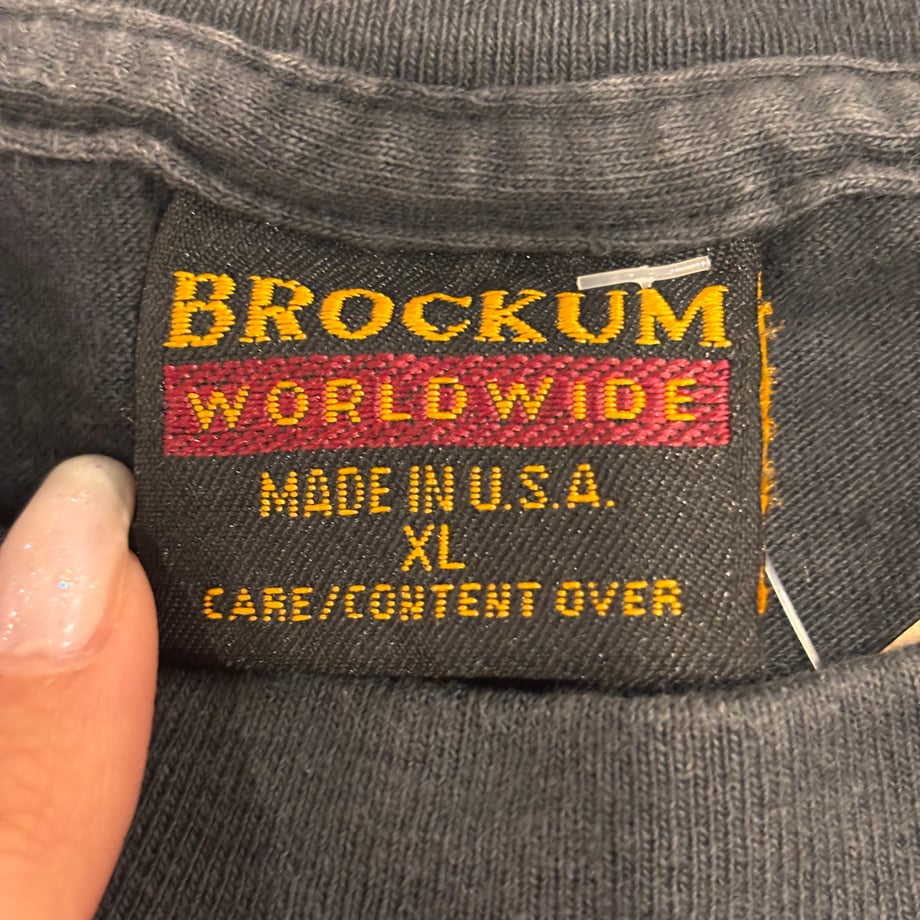 BROCKUM
WORLDWIDE
MADE IN U.S.A.
XL
CARE/CONTENT OVER